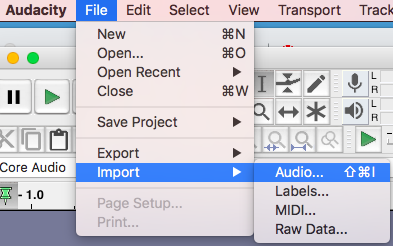 Audacity File Edit Select View Transport Track
New ⌘N
Open... ⌘O
Open Recent ▶
Close ⌘W
L
R
Save Project ▶
L
R
Export ▶
Core Audio
Import ▶ Audio... ⇧⌘I
Labels...
Page Setup... MIDI...
- 1.0
Print... Raw Data...